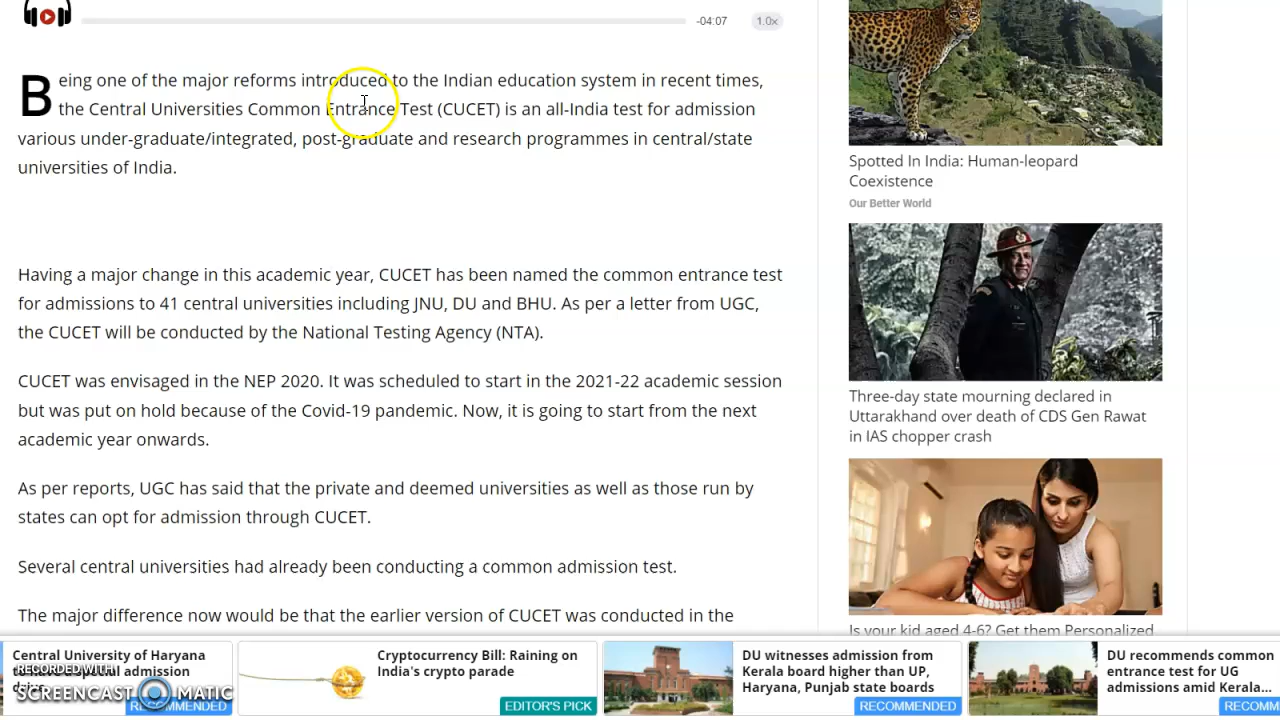 -04:07
1.0x
Being one of the major reforms introduced to the Indian education system in recent times,
the Central Universities Common Entrance Test (CUCET) is an all-India test for admission
various under-graduate/integrated, post-graduate and research programmes in central/state
universities of India.
Having a major change in this academic year, CUCET has been named the common entrance test
for admissions to 41 central universities including JNU, DU and BHU. As per a letter from UGC,
the CUCET will be conducted by the National Testing Agency (NTA).
CUCET was envisaged in the NEP 2020. It was scheduled to start in the 2021-22 academic session
but was put on hold because of the Covid-19 pandemic. Now, it is going to start from the next
academic year onwards.
As per reports, UGC has said that the private and deemed universities as well as those run by
states can opt for admission through CUCET.
Several central universities had already been conducting a common admission test.
The major difference now would be that the earlier version of CUCET was conducted in the
Spotted In India: Human-leopard
Coexistence
Our Better World
Three-day state mourning declared in
Uttarakhand over death of CDS Gen Rawat
in IAS chopper crash
Is your kid aged 4-6? Get them Personalized
Central University of Haryana
special admission
RECOMMENDED
RECORDED WITH
SCREENCAST MATIC
Cryptocurrency Bill: Raining on
India's crypto parade
EDITOR'S PICK
DU witnesses admission from
Kerala board higher than UP,
Haryana, Punjab state boards
RECOMMENDED
DU recommends common
entrance test for UG
admissions amid Kerala...
RECOMM